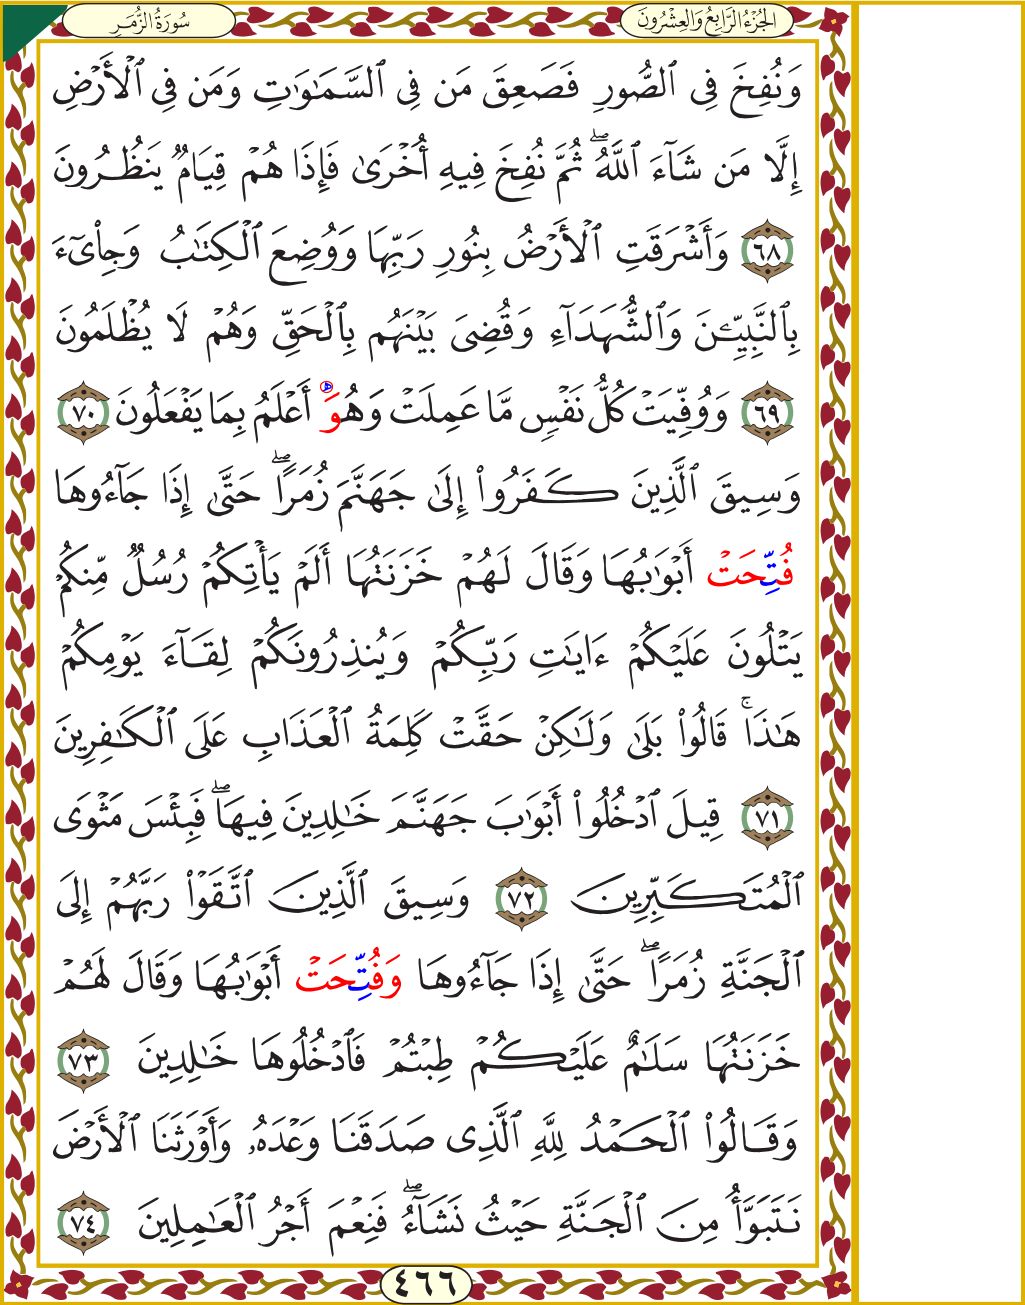 الجُزْءُ الرَّابِعُ وَالعِشْرُونَ
سُورَةُ الزُّمَرِ
وَنُفِخَ فِي ٱلصُّورِ فَصَعِقَ مَن فِي ٱلسَّمَٰوَٰتِ وَمَن فِي ٱلْأَرْضِ
إِلَّا مَن شَآءَ ٱللَّهُۖ ثُمَّ نُفِخَ فِيهِ أُخْرَىٰ فَإِذَا هُمْ قِيَامٌ يَنظُرُونَ
٦٨ وَأَشْرَقَتِ ٱلْأَرْضُ بِنُورِ رَبِّهَا وَوُضِعَ ٱلْكِتَٰبُ وَجِاْيٓءَ
بِٱلنَّبِيِّـۧنَ وَٱلشُّهَدَآءِ وَقُضِيَ بَيْنَهُم بِٱلْحَقِّ وَهُمْ لَا يُظْلَمُونَ
٦٩ وَوُفِّيَتْ كُلُّ نَفْسٍ مَّا عَمِلَتْ وَهُوَ أَعْلَمُ بِمَا يَفْعَلُونَ ٧٠
وَسِيقَ ٱلَّذِينَ كَفَرُوٓاْ إِلَىٰ جَهَنَّمَ زُمَرًاۖ حَتَّىٰٓ إِذَا جَآءُوهَا
فُتِّحَتْ أَبْوَٰبُهَا وَقَالَ لَهُمْ خَزَنَتُهَآ أَلَمْ يَأْتِكُمْ رُسُلٌ مِّنكُمْ
يَتْلُونَ عَلَيْكُمْ ءَايَٰتِ رَبِّكُمْ وَيُنذِرُونَكُمْ لِقَآءَ يَوْمِكُمْ
هَٰذَاۚ قَالُواْ بَلَىٰ وَلَٰكِنْ حَقَّتْ كَلِمَةُ ٱلْعَذَابِ عَلَى ٱلْكَٰفِرِينَ
٧١ قِيلَ ٱدْخُلُوٓاْ أَبْوَٰبَ جَهَنَّمَ خَٰلِدِينَ فِيهَاۖ فَبِئْسَ مَثْوَى
ٱلْمُتَكَبِّرِينَ ٧٢ وَسِيقَ ٱلَّذِينَ ٱتَّقَوْاْ رَبَّهُمْ إِلَى
ٱلْجَنَّةِ زُمَرًاۖ حَتَّىٰٓ إِذَا جَآءُوهَا وَفُتِّحَتْ أَبْوَٰبُهَا وَقَالَ لَهُمْ
خَزَنَتُهَا سَلَٰمٌ عَلَيْكُمْ طِبْتُمْ فَٱدْخُلُوهَا خَٰلِدِينَ ٧٣
وَقَالُواْ ٱلْحَمْدُ لِلَّهِ ٱلَّذِي صَدَقَنَا وَعْدَهُۥ وَأَوْرَثَنَا ٱلْأَرْضَ
نَتَبَوَّأُ مِنَ ٱلْجَنَّةِ حَيْثُ نَشَآءُۖ فَنِعْمَ أَجْرُ ٱلْعَٰمِلِينَ ٧٤
٤٦٦